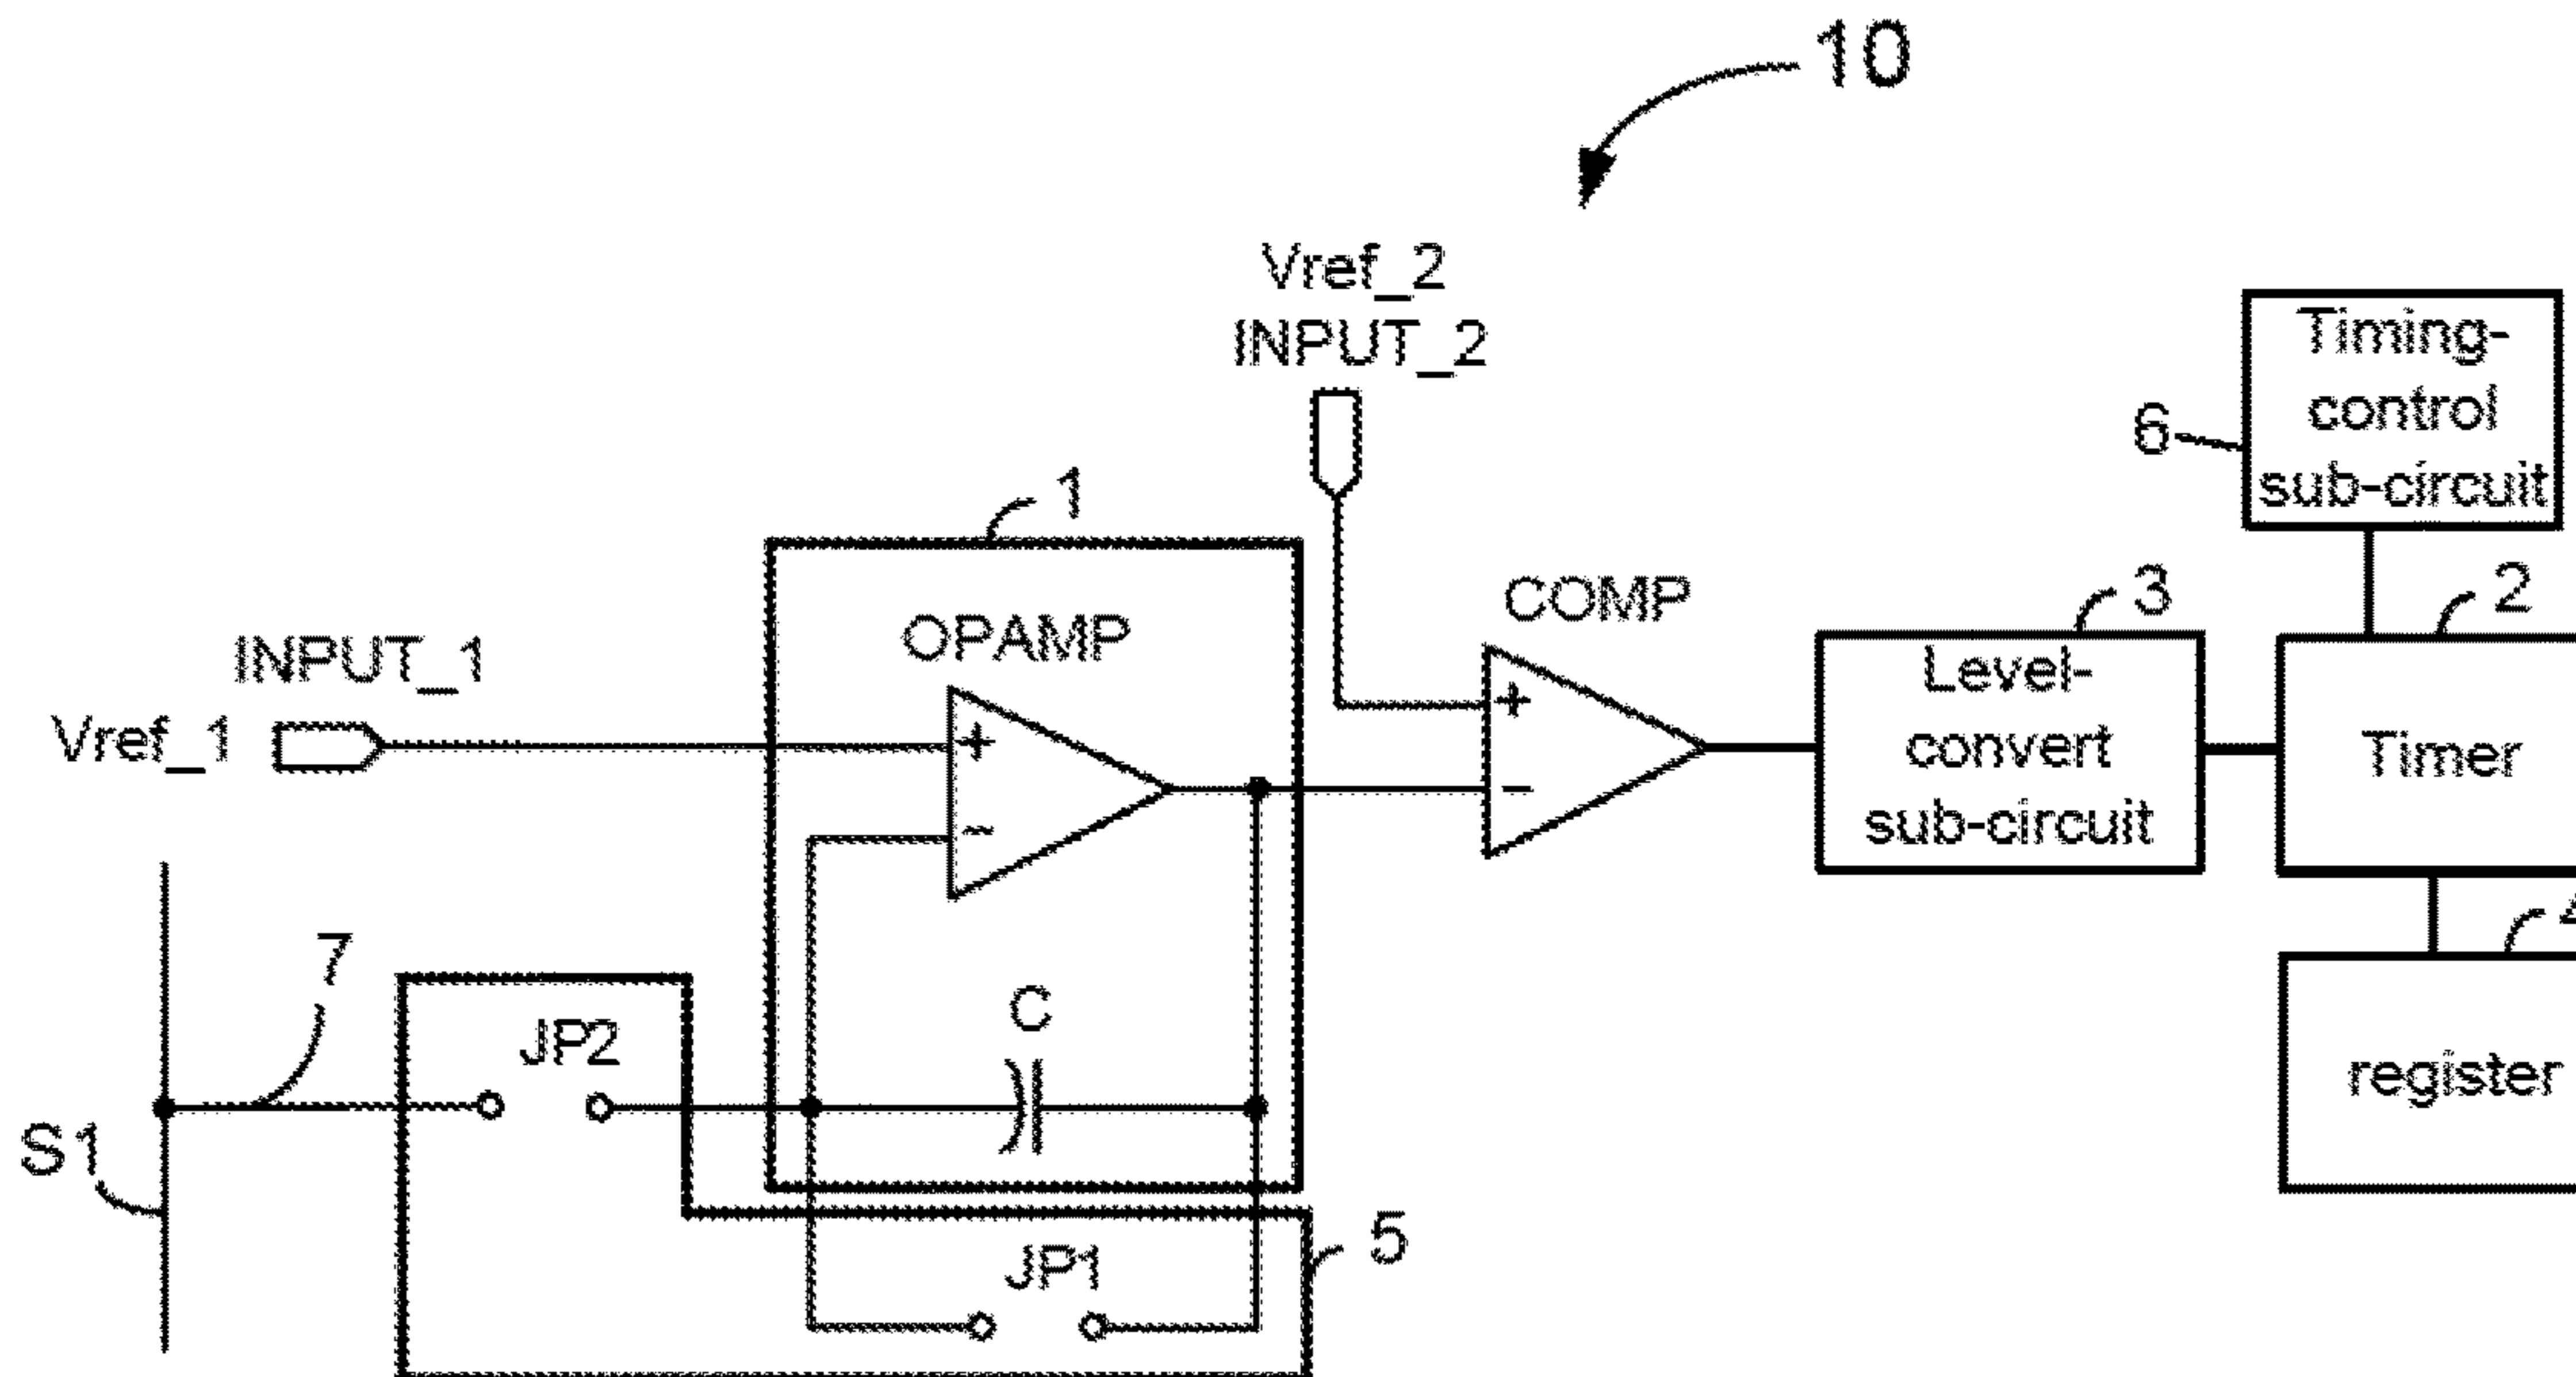 10
Vref_2
INPUT_2
Timing-
control
sub-circuit
6
1
COMP
3
2
OPAMP
INPUT_1
Vref_1
+
-
+
-
Level-
convert
sub-circuit
Timer
7
JP2
C
4
register
S1
5
JP1